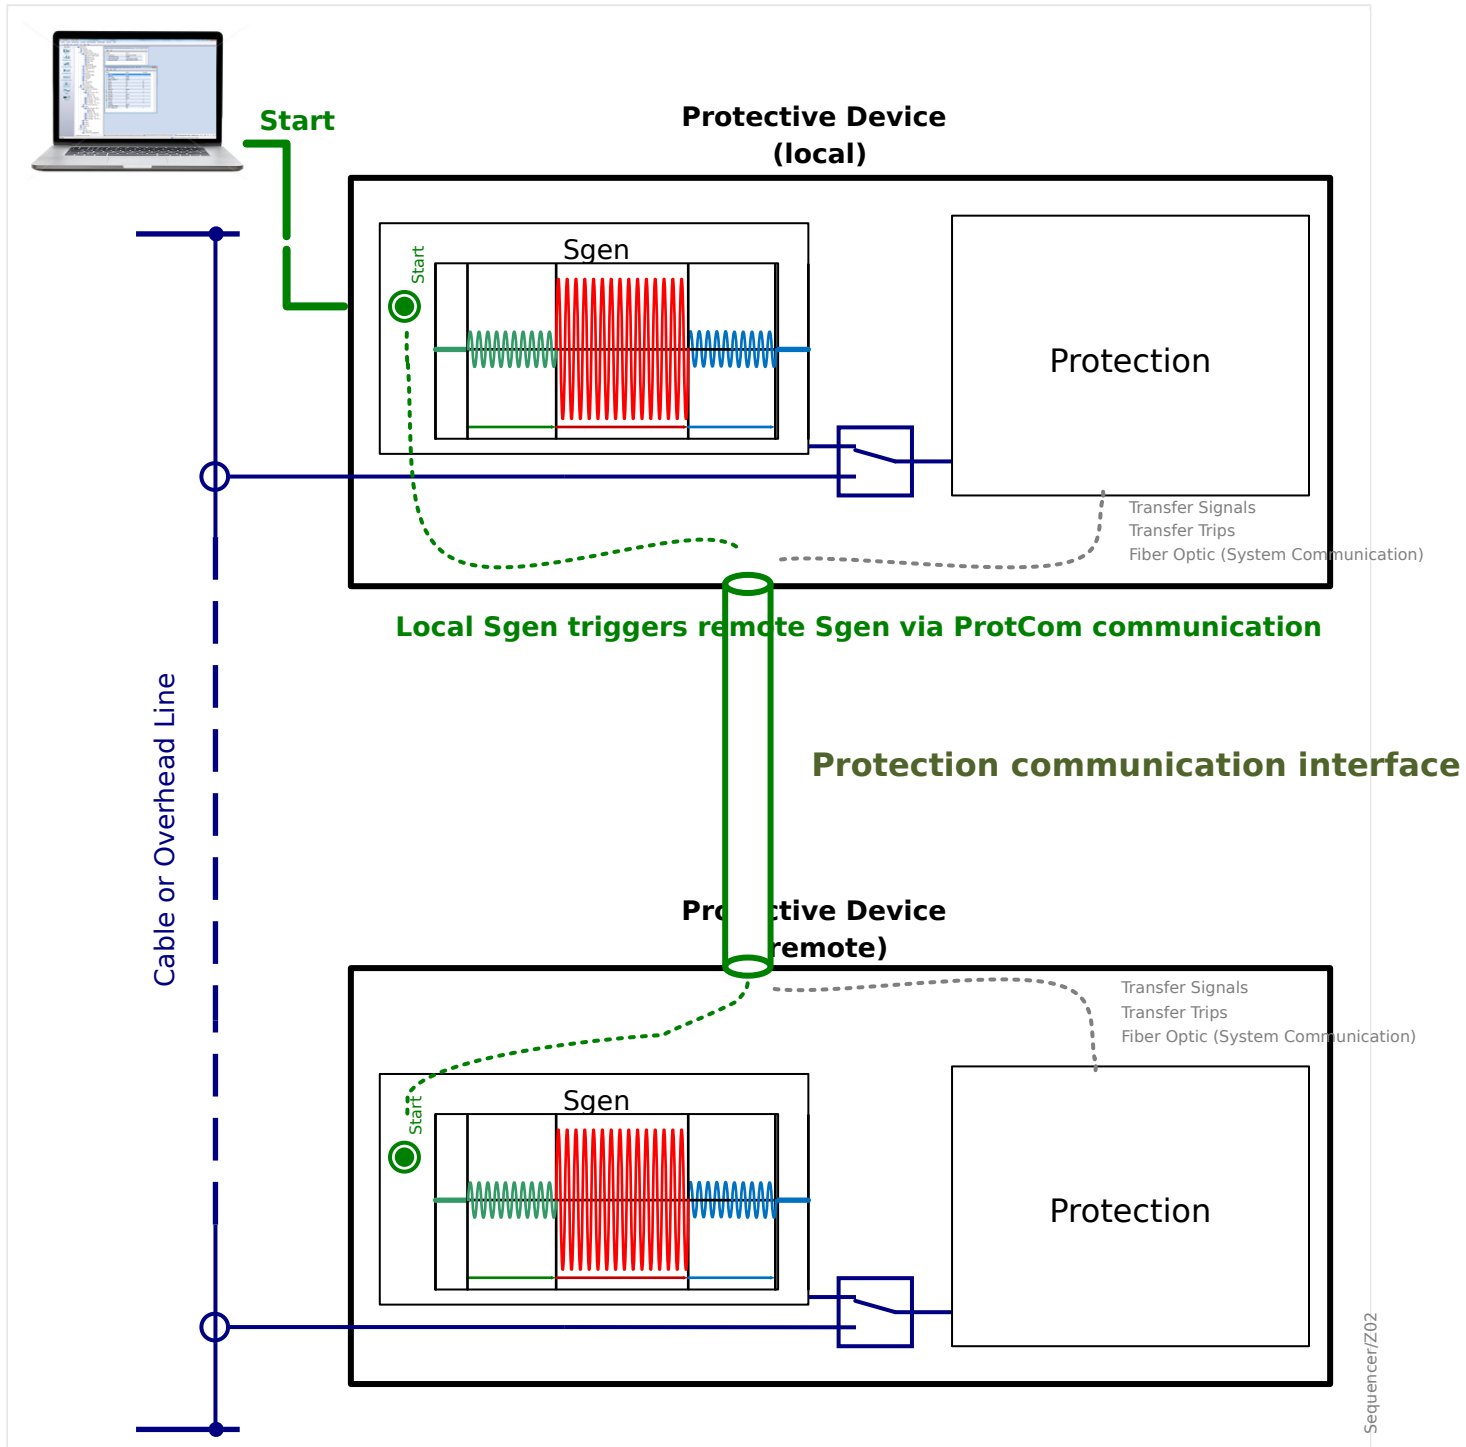 Start
Protective Device
(local)
Start
Sgen
Protection
Transfer Signals
Transfer Trips
Fiber Optic (System Communication)
Local Sgen triggers remote Sgen via ProtCom communication
Cable or Overhead Line
Protection communication interface
Protective Device
remote)
Transfer Signals
Transfer Trips
Fiber Optic (System Communication)
Start
Sgen
Protection
Sequencer/Z02